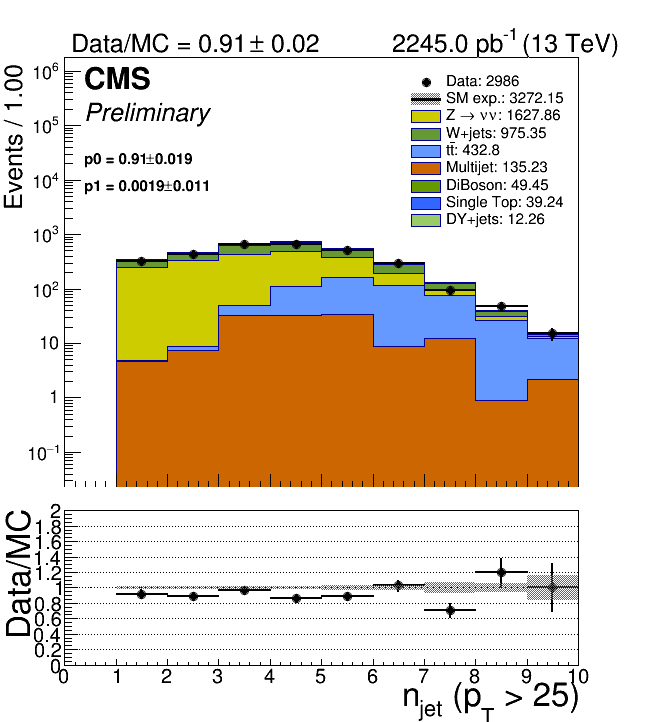 Data/MC = 0.91± 0.02 2245.0 pb⁻¹ (13 TeV)
CMS
Preliminary
p0 = 0.91±0.019
p1 = 0.0019±0.011
Data: 2986
SM exp.: 3272.15
Z → νν: 1627.86
W+jets: 975.35
tt̄: 432.8
Multijet: 135.23
DiBoson: 49.45
Single Top: 39.24
DY+jets: 12.26
Events / 1.00
10⁶
10⁵
10⁴
10³
10²
10
1
10⁻¹
Data/MC
2
1.8
1.6
1.4
1.2
1
0.8
0.6
0.4
0.2
0
0 1 2 3 4 5 6 7 8 9 10
n_jet (p_T > 25)